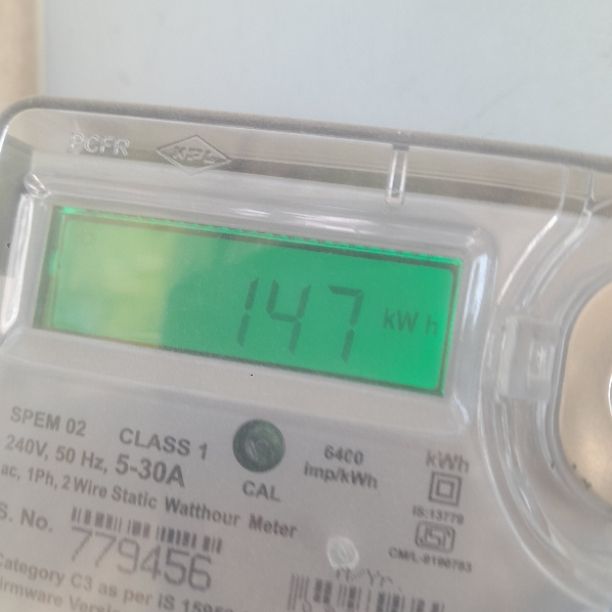 PCFR
147 kW h
SPEM 02 CLASS 1 6400 kWh
240V, 50 Hz, 5-30A imp/kWh
ac, 1Ph, 2 Wire Static Watthour Meter
CAL
IS:13779
S. No.
779456
Category C3 as per IS